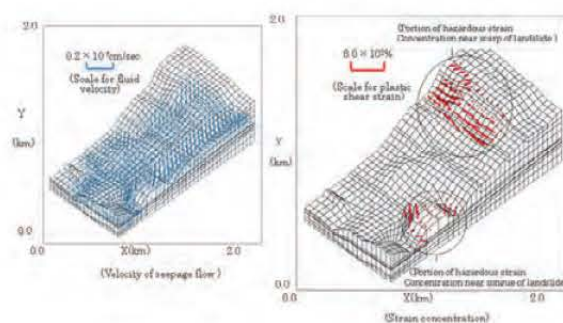 2.0
0.2 × 10 cm/sec
(Scale for fluid
velocity)
Y
(km)
0.0
0.0
X(km)
2.0
(Velocity of seepage flow)
2.0
(Portion of hazardous strain
Concentration near scarp of landslide)
(Scale for plastic
shear strain)
Y
(km)
0.0
0.0
X(km)
2.0
(Portion of hazardous strain
Concentration near of landslide)
(Strain concentration)